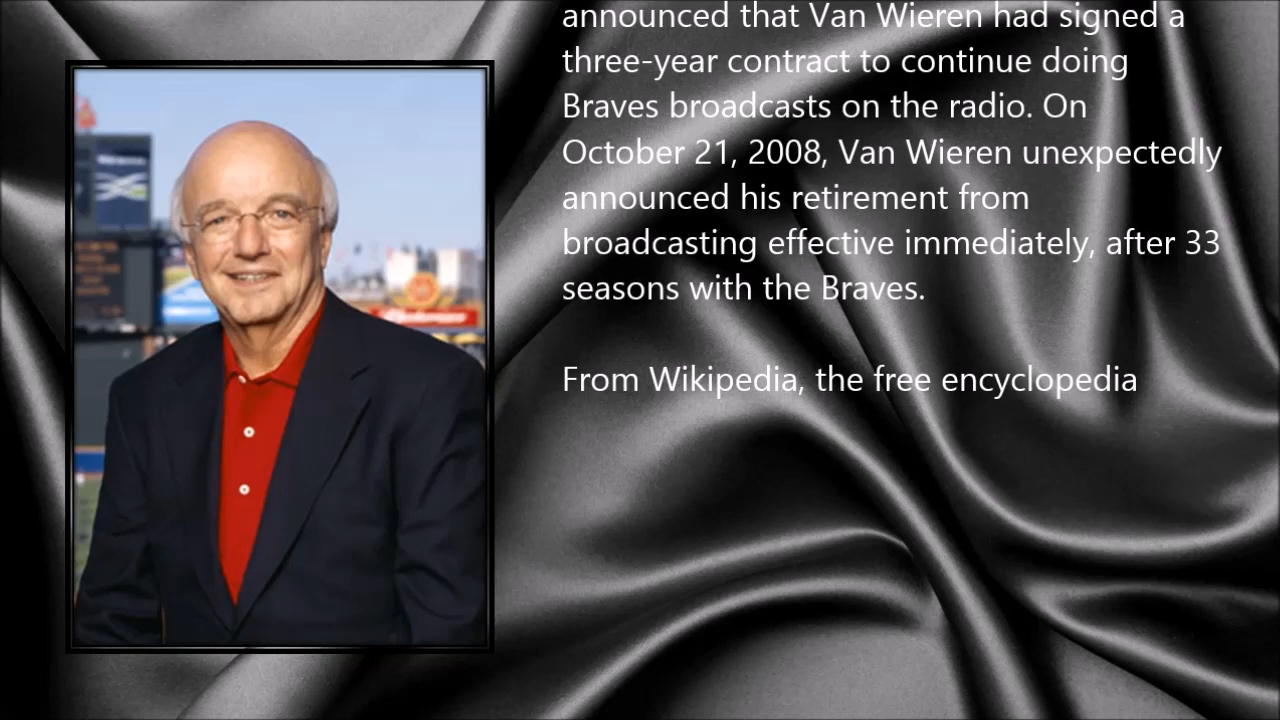 announced that Van Wieren had signed a
three-year contract to continue doing
Braves broadcasts on the radio. On
October 21, 2008, Van Wieren unexpectedly
announced his retirement from
broadcasting effective immediately, after 33
seasons with the Braves.
From Wikipedia, the free encyclopedia